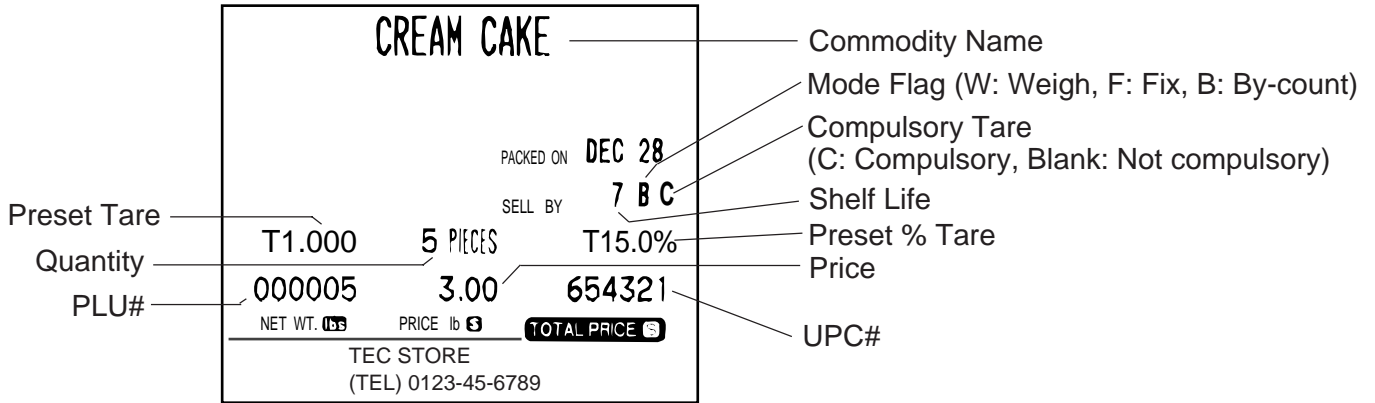 CREAM CAKE
Commodity Name
Mode Flag (W: Weigh, F: Fix, B: By-count)
Compulsory Tare
(C: Compulsory, Blank: Not compulsory)
PACKED ON DEC 28
SELL BY 7 B C
Shelf Life
Preset Tare
T1.000 5 PIECES T15.0%
Preset % Tare
Quantity
Price
PLU#
000005 3.00 654321
NET WT. lbs PRICE lb $ TOTAL PRICE $
UPC#
TEC STORE
(TEL) 0123-45-6789